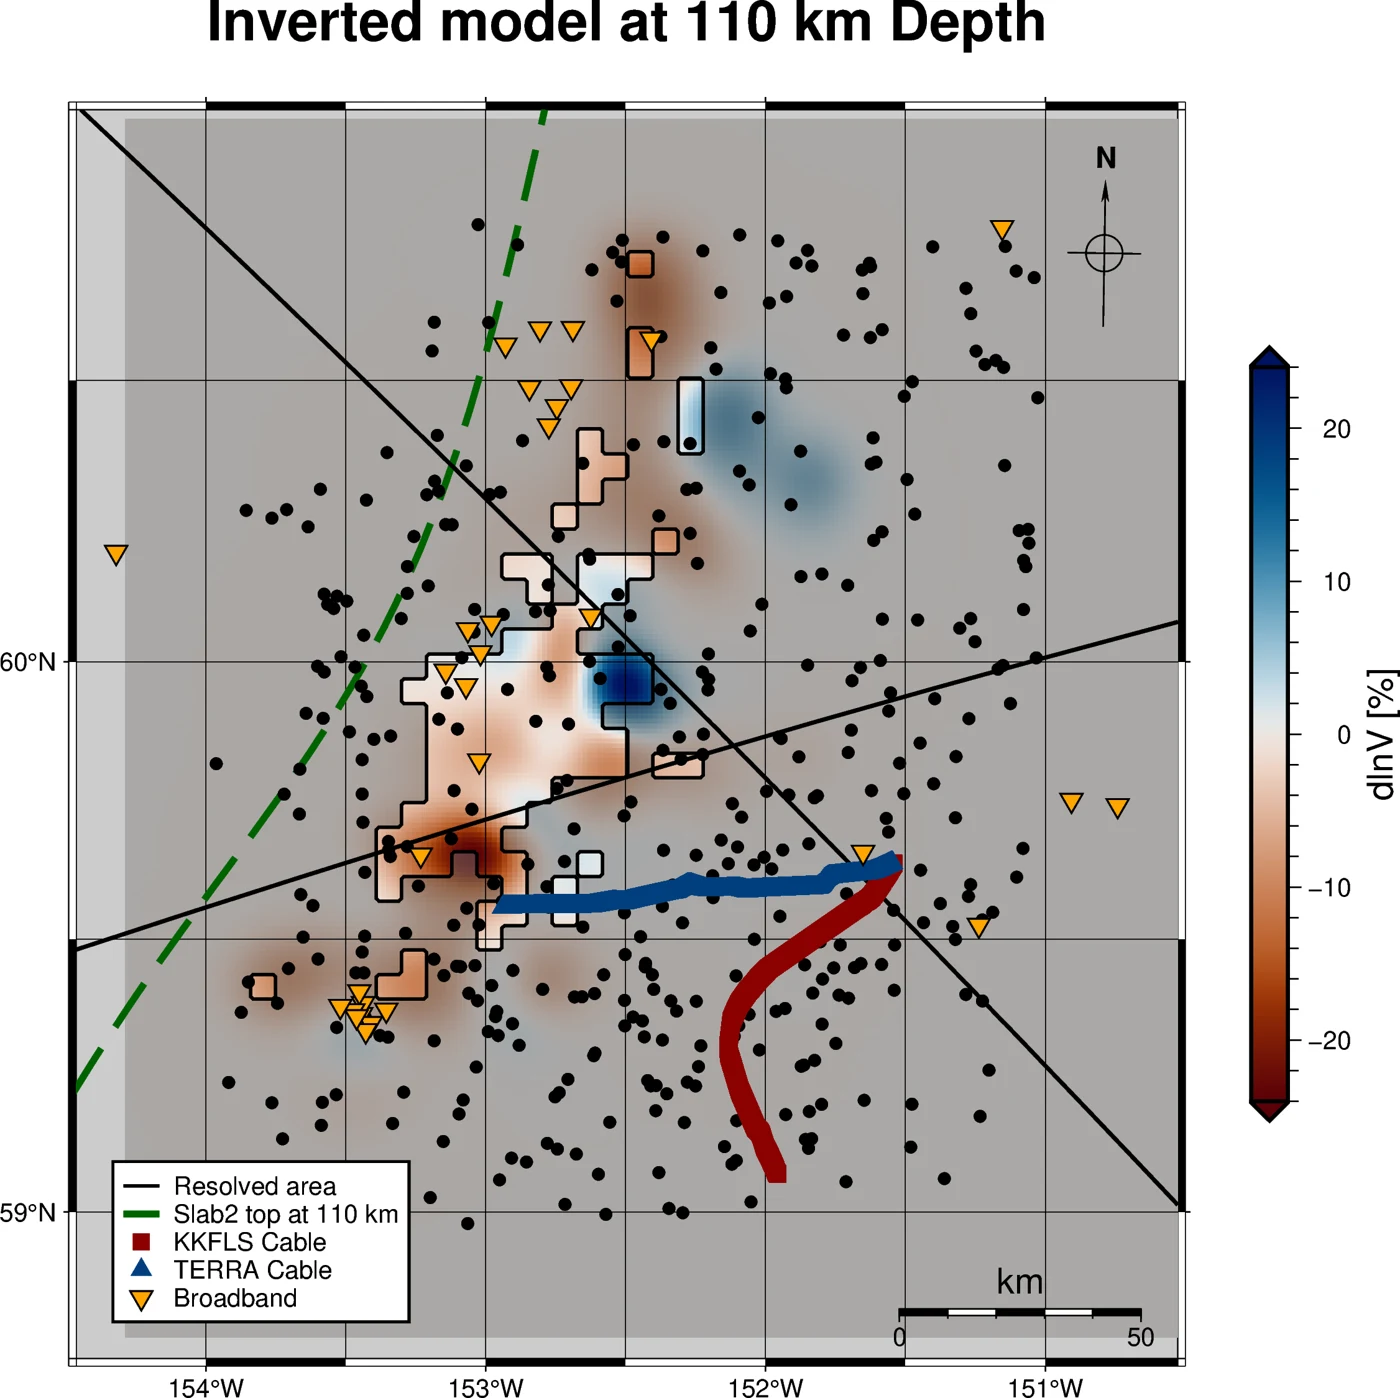 Inverted model at 110 km Depth
N
20
10
0
−10
−20
dlnV [%]
60°N
59°N
Resolved area
Slab2 top at 110 km
KKFLS Cable
TERRA Cable
Broadband
km
0 50
154°W 153°W 152°W 151°W